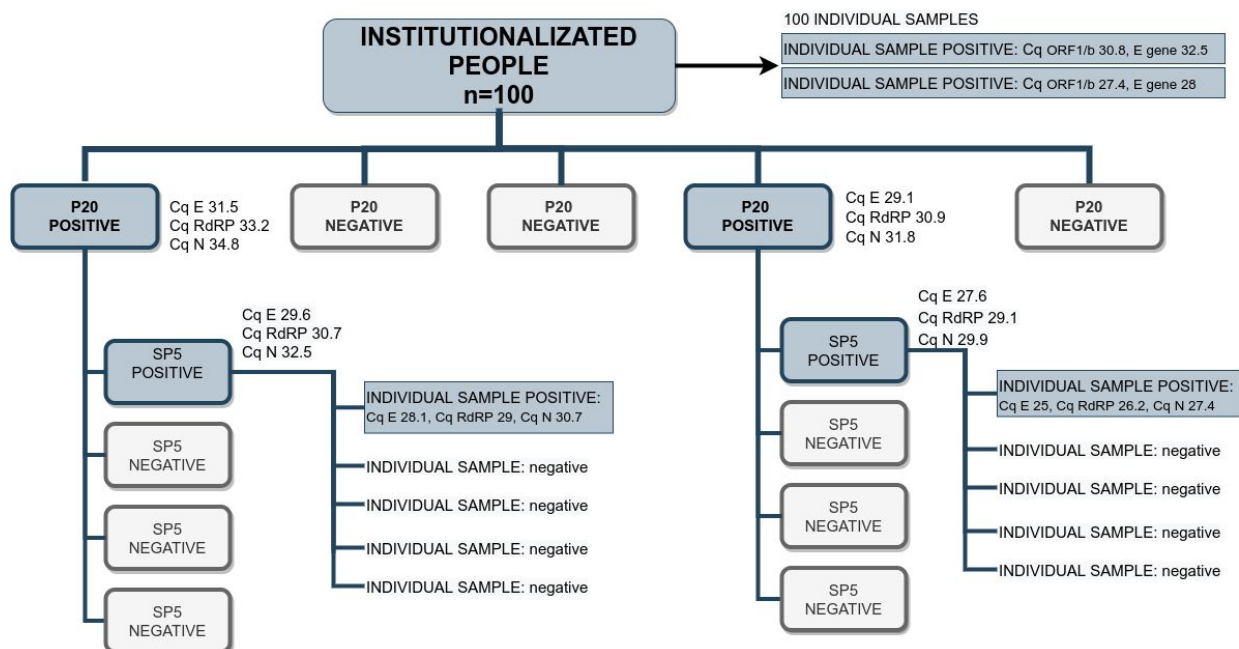 INSTITUTIONALIZATED
PEOPLE
n=100
100 INDIVIDUAL SAMPLES
INDIVIDUAL SAMPLE POSITIVE: Cq ORF1/b 30.8, E gene 32.5
INDIVIDUAL SAMPLE POSITIVE: Cq ORF1/b 27.4, E gene 28
P20
POSITIVE
Cq E 31.5
Cq RdRP 33.2
Cq N 34.8
P20
NEGATIVE
P20
NEGATIVE
P20
POSITIVE
Cq E 29.1
Cq RdRP 30.9
Cq N 31.8
P20
NEGATIVE
Cq E 29.6
Cq RdRP 30.7
Cq N 32.5
SP5
POSITIVE
INDIVIDUAL SAMPLE POSITIVE:
Cq E 28.1, Cq RdRP 29, Cq N 30.7
INDIVIDUAL SAMPLE: negative
INDIVIDUAL SAMPLE: negative
INDIVIDUAL SAMPLE: negative
INDIVIDUAL SAMPLE: negative
SP5
NEGATIVE
SP5
NEGATIVE
SP5
NEGATIVE
Cq E 27.6
Cq RdRP 29.1
Cq N 29.9
SP5
POSITIVE
INDIVIDUAL SAMPLE POSITIVE:
Cq E 25, Cq RdRP 26.2, Cq N 27.4
INDIVIDUAL SAMPLE: negative
INDIVIDUAL SAMPLE: negative
INDIVIDUAL SAMPLE: negative
INDIVIDUAL SAMPLE: negative
SP5
NEGATIVE
SP5
NEGATIVE
SP5
NEGATIVE